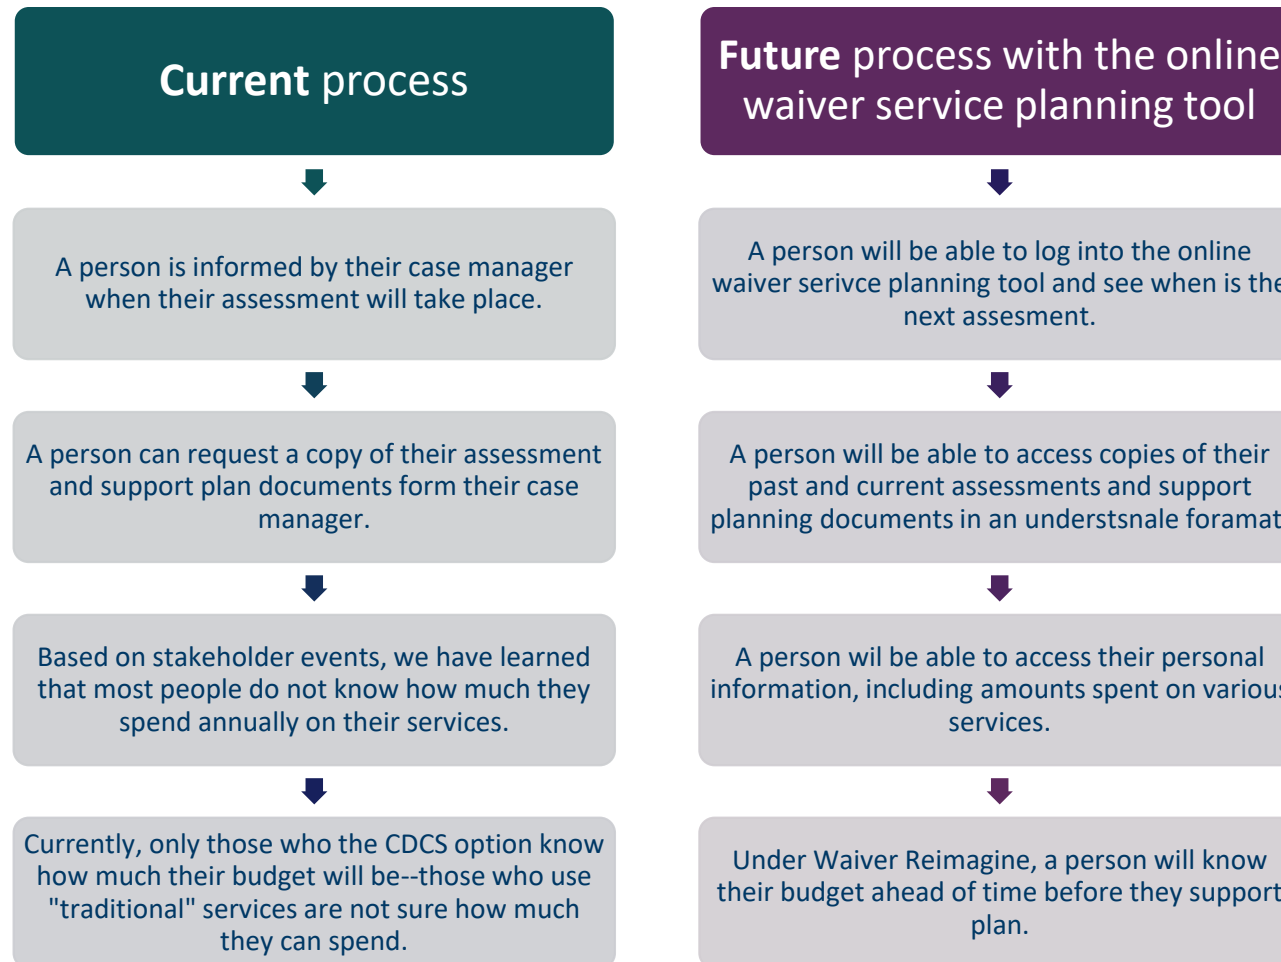 Current process
A person is informed by their case manager
when their assessment will take place.
A person can request a copy of their assessment
and support plan documents form their case
manager.
Based on stakeholder events, we have learned
that most people do not know how much they
spend annually on their services.
Currently, only those who the CDCS option know
how much their budget will be--those who use
"traditional" services are not sure how much
they can spend.
Future process with the online
waiver service planning tool
A person will be able to log into the online
waiver serivce planning tool and see when is the
next assesment.
A person will be able to access copies of their
past and current assessments and support
planning documents in an understsnale foramat
A person wil be able to access their personal
information, including amounts spent on various
services.
Under Waiver Reimagine, a person will know
their budget ahead of time before they support
plan.